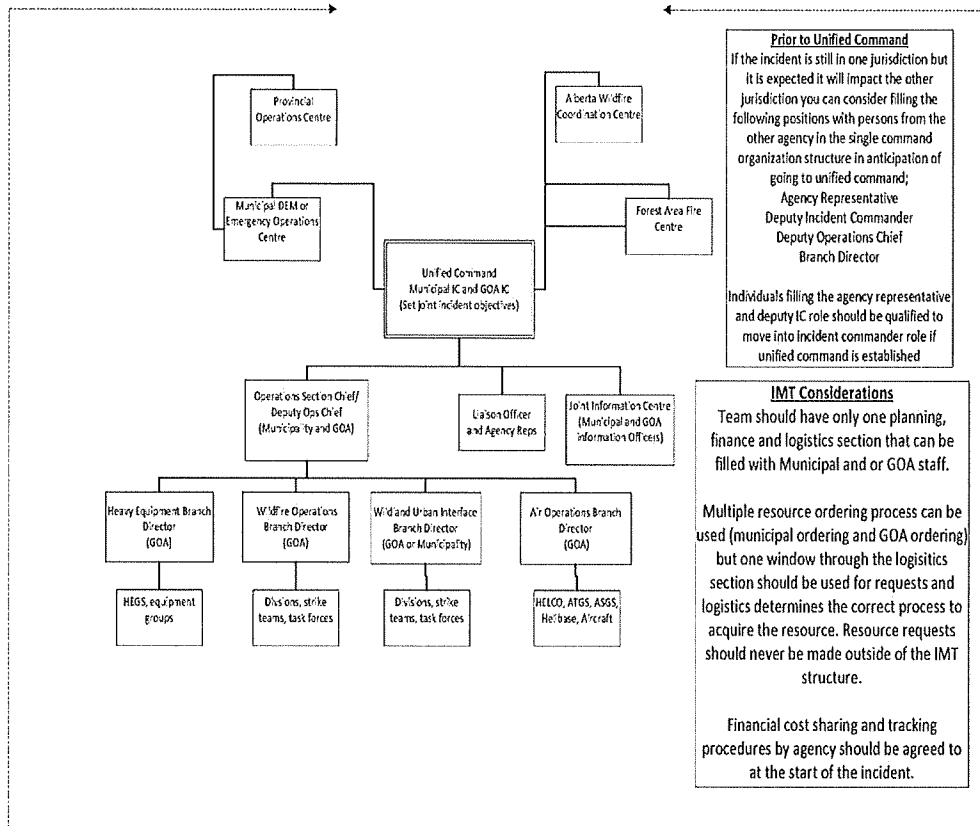 Provincial
Operations Centre
Alberta Wildfire
Coordination Centre
Municipal DEM or
Emergency Operations
Centre
Forest Area Fire
Centre
Unified Command
Municipal IC and GOA IC
(Set joint incident objectives)
Operations Section Chief/
Deputy Ops Chief
(Municipality and GOA)
Liaison Officer
and Agency Reps
Joint Information Centre
(Municipal and GOA
Information Officers)
Heavy Equipment Branch
Director
(GOA)
Wildfire Operations
Branch Director
(GOA)
Wildland Urban Interface
Branch Director
(GOA or Municipality)
Air Operations Branch
Director
(GOA)
HEGS, equipment
groups
Divisions, strike
teams, task forces
Divisions, strike
teams, task forces
HELCO, ATGS, ASGS,
Helibase, Aircraft
Prior to Unified Command
If the incident is still in one jurisdiction but
it is expected it will impact the other
jurisdiction you can consider filling the
following positions with persons from the
other agency in the single command
organization structure in anticipation of
going to unified command;
Agency Representative
Deputy Incident Commander
Deputy Operations Chief
Branch Director
Individuals filling the agency representative
and deputy IC role should be qualified to
move into incident commander role if
unified command is established
IMT Considerations
Team should have only one planning,
finance and logistics section that can be
filled with Municipal and or GOA staff.
Multiple resource ordering process can be
used (municipal ordering and GOA ordering)
but one window through the logisitics
section should be used for requests and
logistics determines the correct process to
acquire the resource. Resource requests
should never be made outside of the IMT
structure.
Financial cost sharing and tracking
procedures by agency should be agreed to
at the start of the incident.